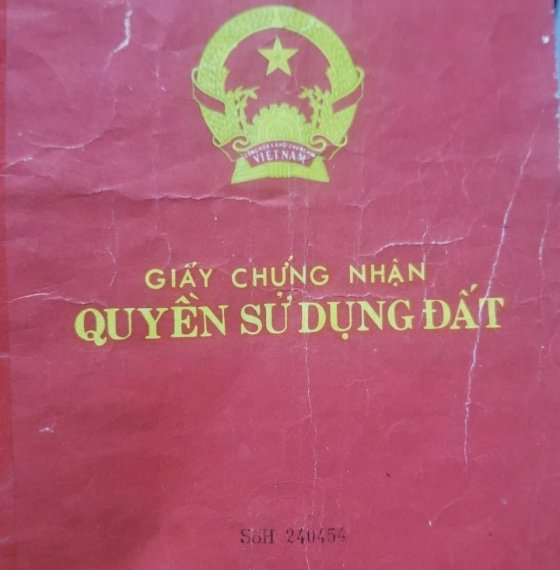 VIETNAM
GIẤY CHỨNG NHẬN
QUYỀN SỬ DỤNG ĐẤT
240454